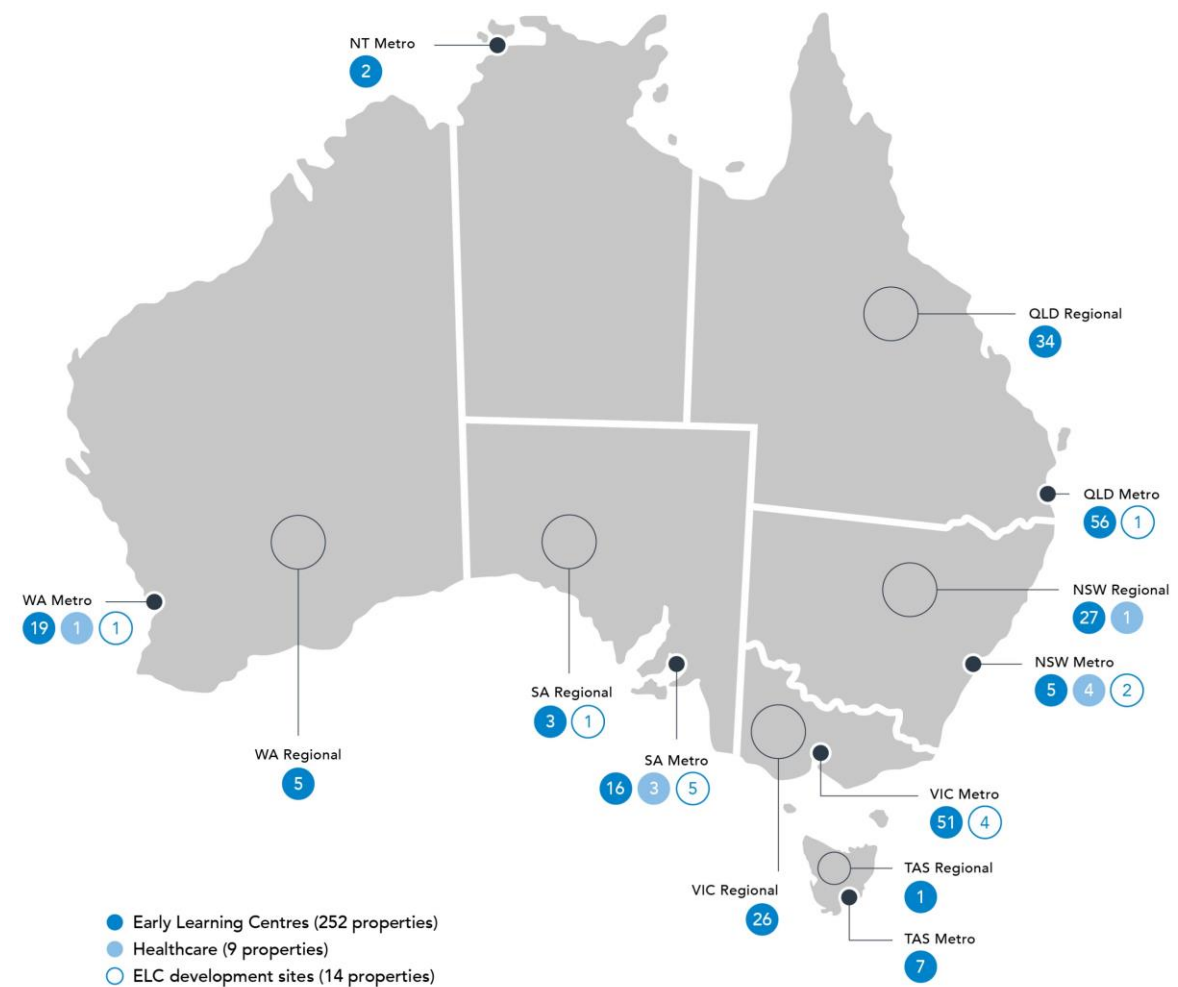 NT Metro
2
QLD Regional
34
QLD Metro
56 1
NSW Regional
27 1
NSW Metro
5 4 2
WA Metro
19 1 1
SA Regional
3 1
WA Regional
5
SA Metro
16 3 5
VIC Metro
51 4
TAS Regional
1
VIC Regional
26
TAS Metro
7
Early Learning Centres (252 properties)
Healthcare (9 properties)
ELC development sites (14 properties)